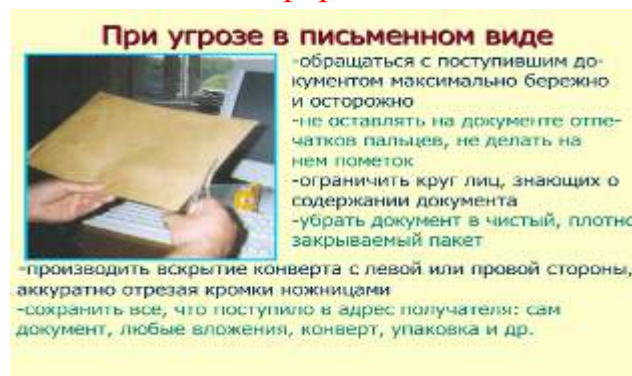 При угрозе в письменном виде
-обращаться с поступившим до-
кументом максимально бережно
и осторожно
-не оставлять на документе отпе-
чатков пальцев, не делать на
нем пометок
-ограничить круг лиц, знающих о
содержании документа
-убрать документ в чистый, плотно
закрываемый пакет
-производить вскрытие конверта с левой или провой стороны,
аккуратно отрезая кромки ножницами
-сохранить все, что поступило в адрес получателя: сам
документ, любые вложения, конверт, упаковка и др.